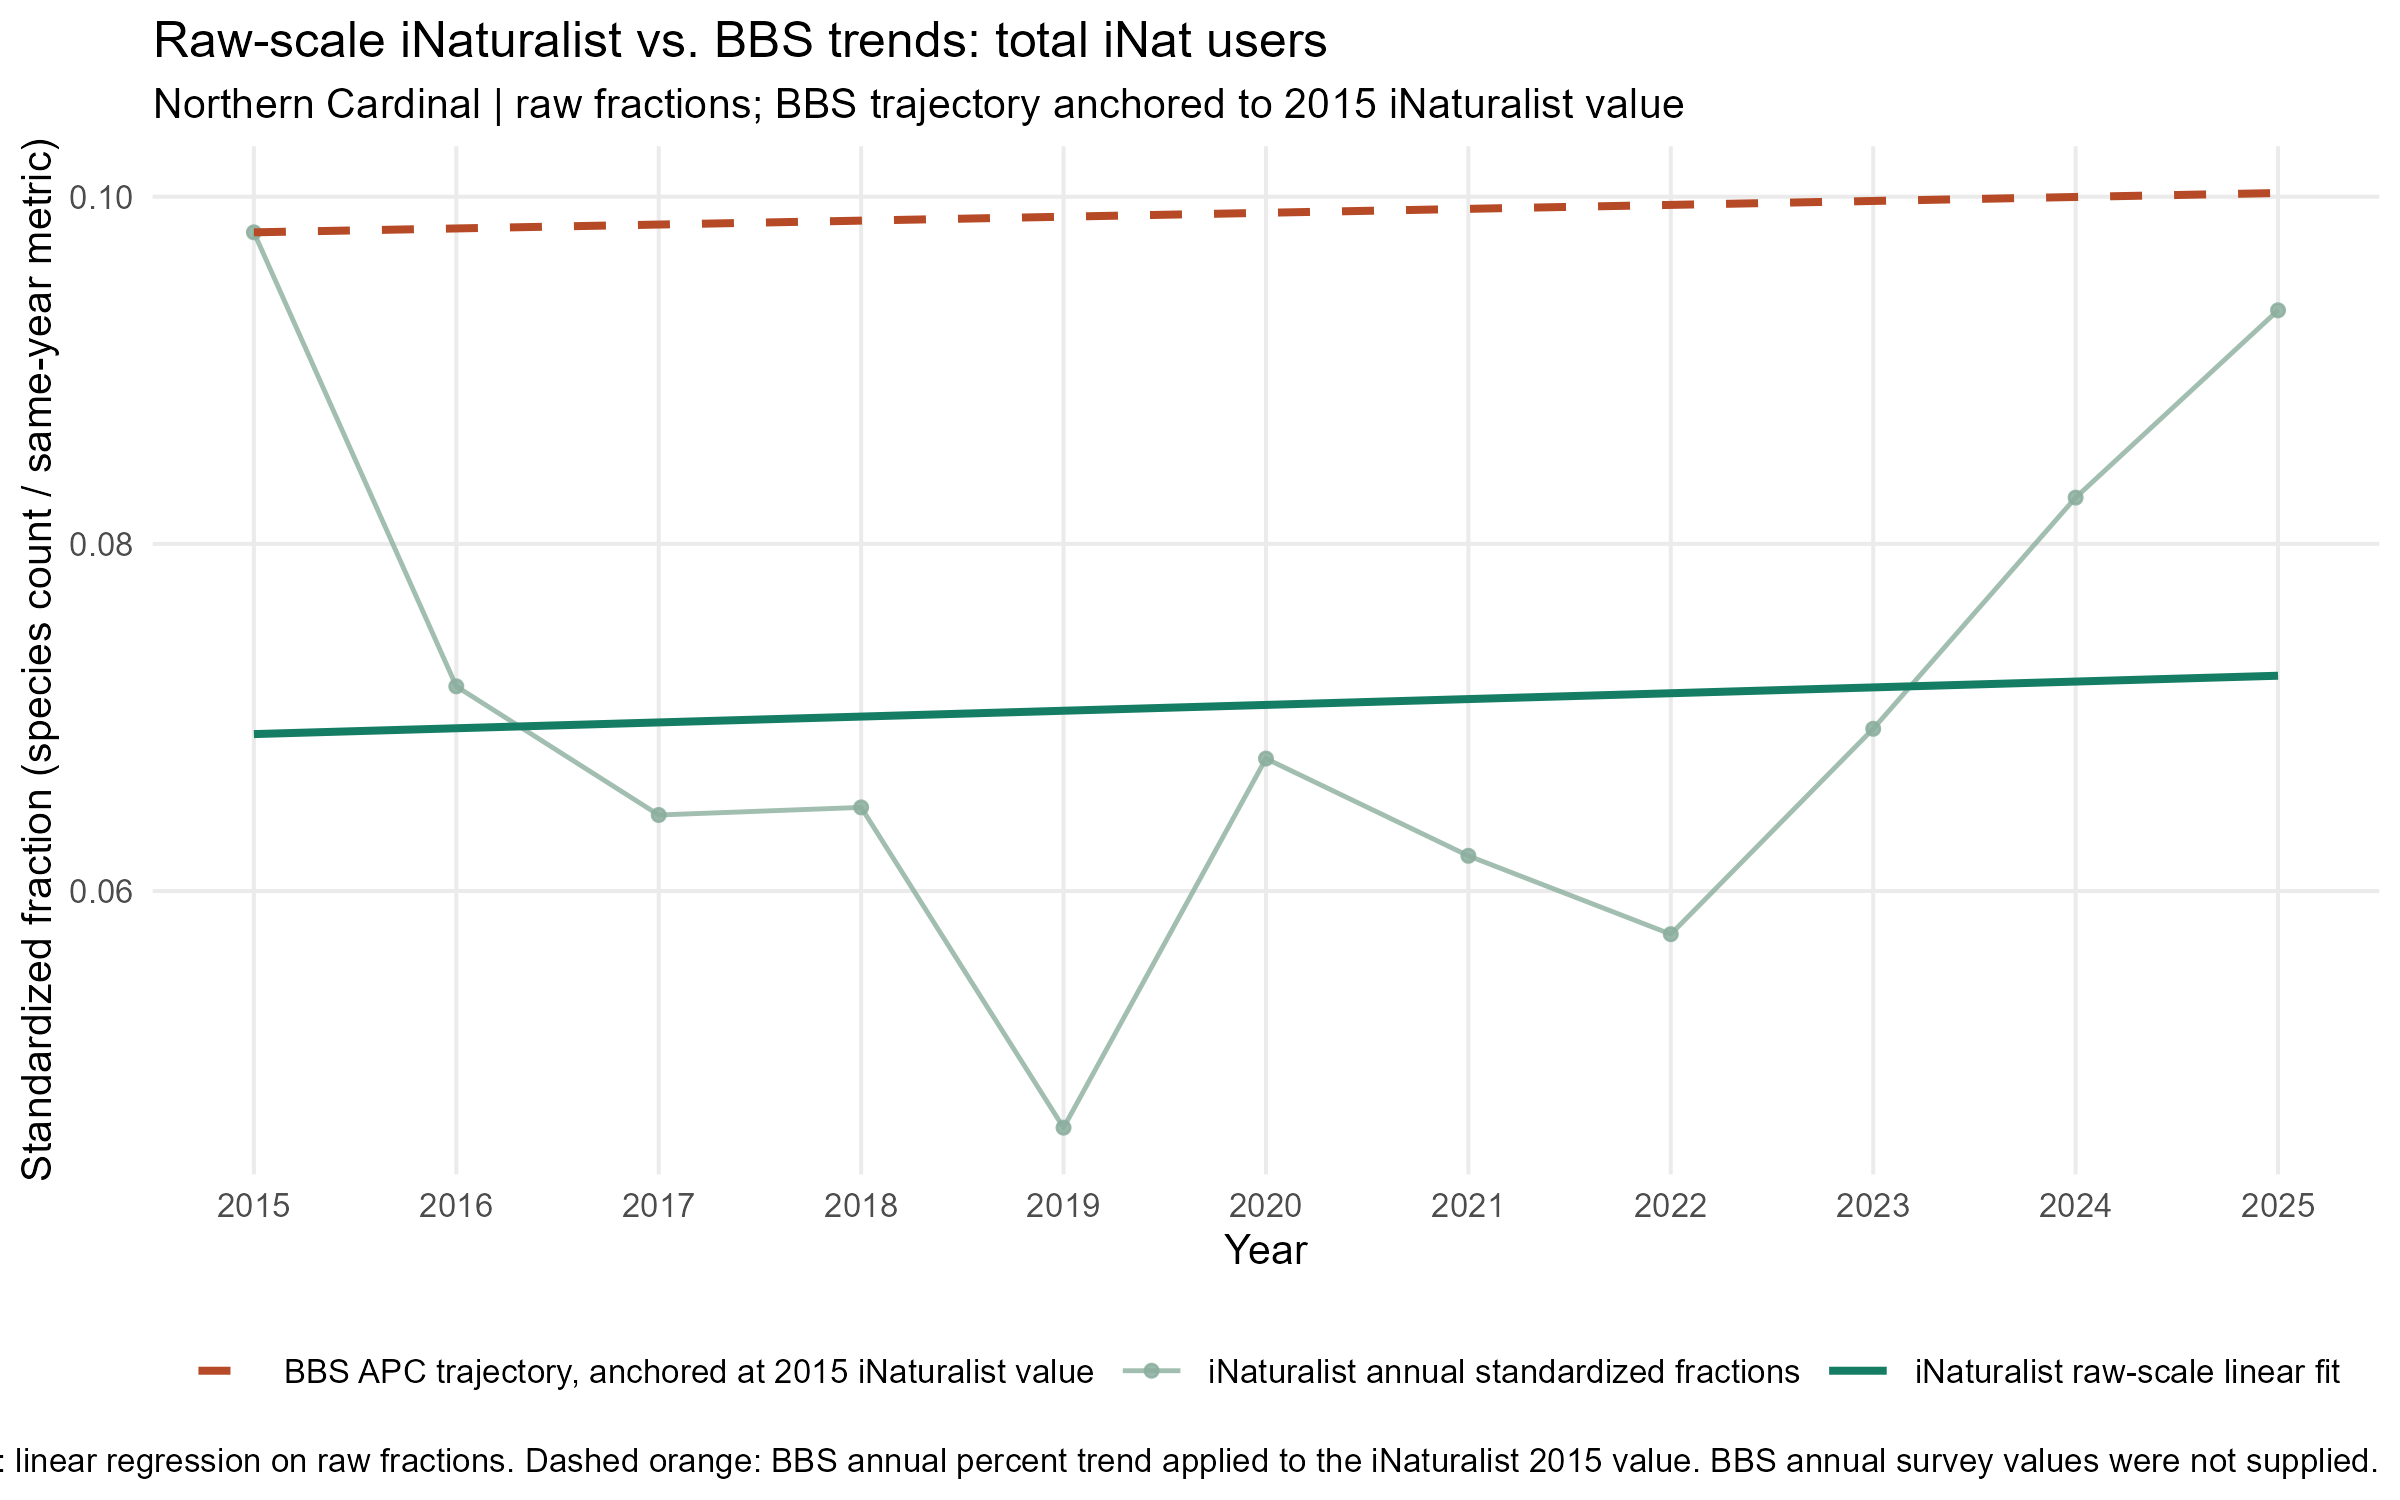 Raw-scale iNaturalist vs. BBS trends: total iNat users
Northern Cardinal | raw fractions; BBS trajectory anchored to 2015 iNaturalist value
Standardized fraction (species count / same-year metric)
0.10
0.08
0.06
2015 2016 2017 2018 2019 2020 2021 2022 2023 2024 2025
Year
BBS APC trajectory, anchored at 2015 iNaturalist value iNaturalist annual standardized fractions iNaturalist raw-scale linear fit
: linear regression on raw fractions. Dashed orange: BBS annual percent trend applied to the iNaturalist 2015 value. BBS annual survey values were not supplied.